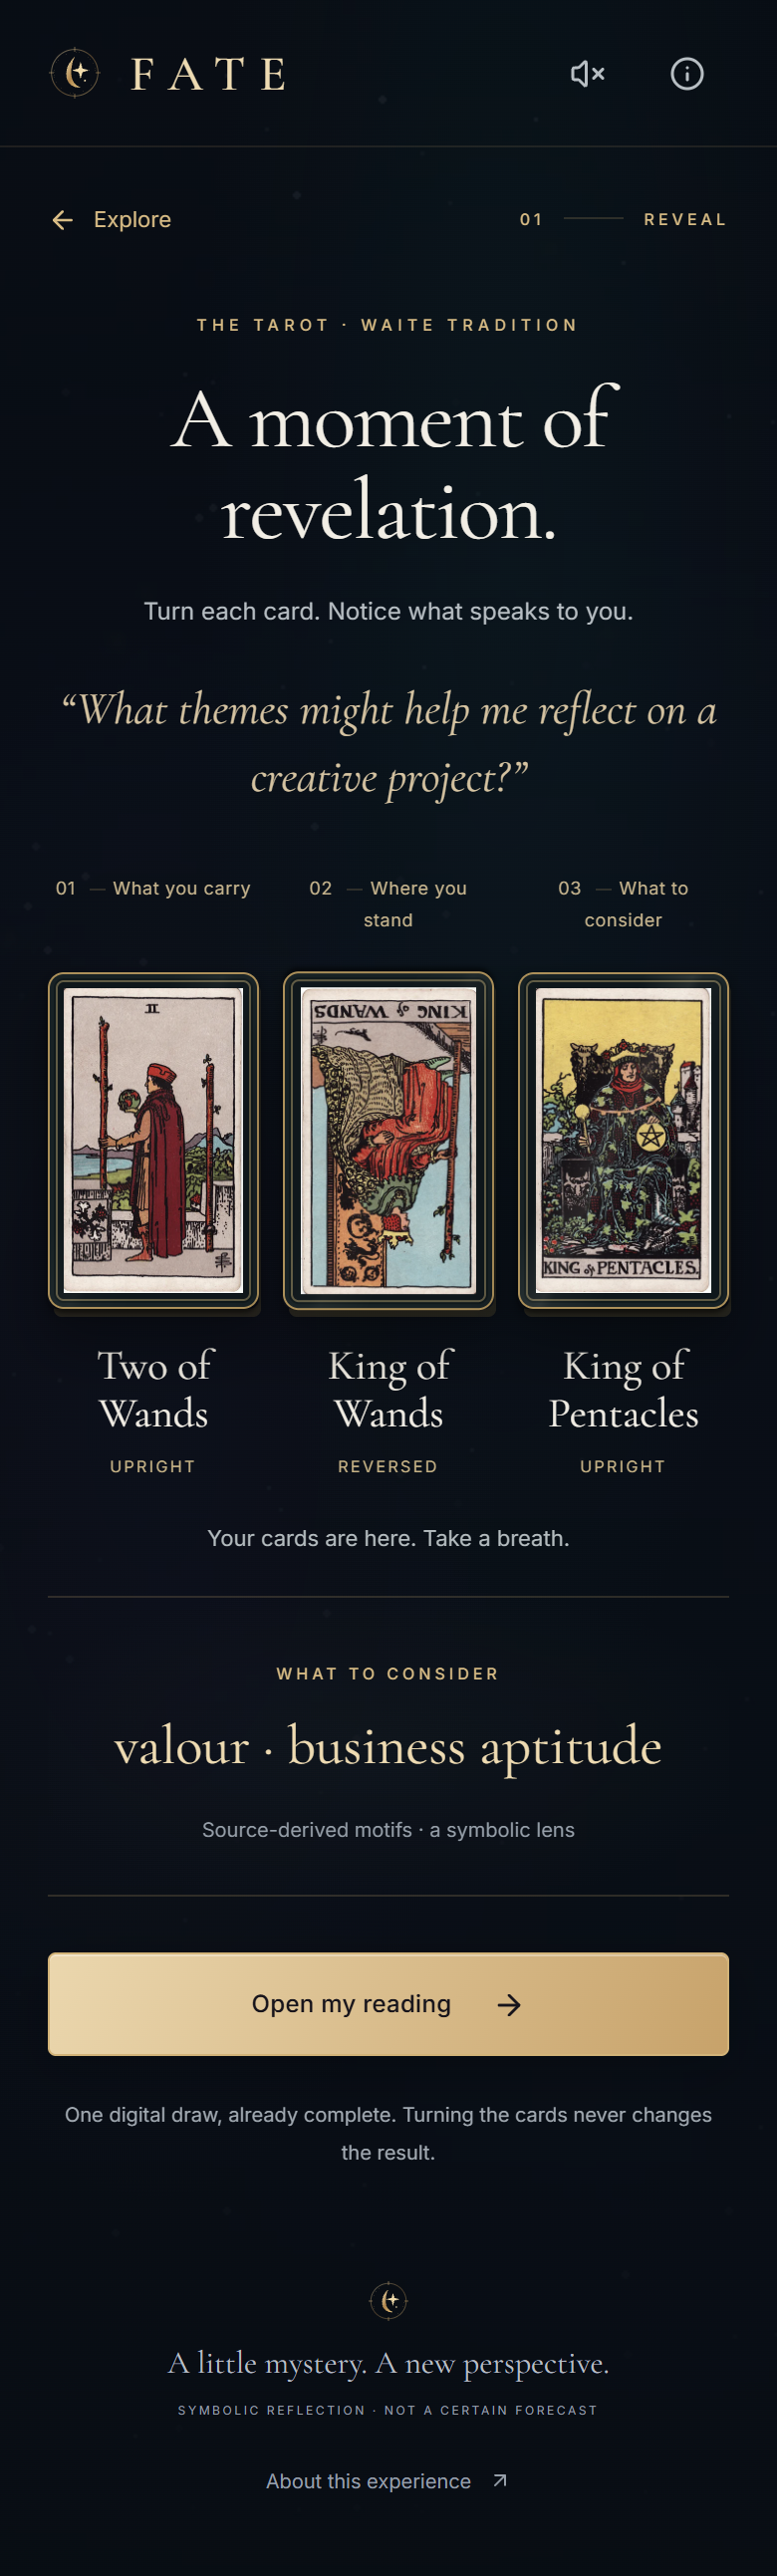 FATE
Explore
01 — REVEAL
THE TAROT · WAITE TRADITION
A moment of
revelation.
Turn each card. Notice what speaks to you.
“What themes might help me reflect on a
creative project?”
01 — What you carry
02 — Where you
stand
03 — What to
consider
II
KING of WANDS
KING of PENTACLES.
Two of
Wands
UPRIGHT
King of
Wands
REVERSED
King of
Pentacles
UPRIGHT
Your cards are here. Take a breath.
WHAT TO CONSIDER
valour · business aptitude
Source-derived motifs · a symbolic lens
Open my reading
One digital draw, already complete. Turning the cards never changes
the result.
A little mystery. A new perspective.
SYMBOLIC REFLECTION · NOT A CERTAIN FORECAST
About this experience